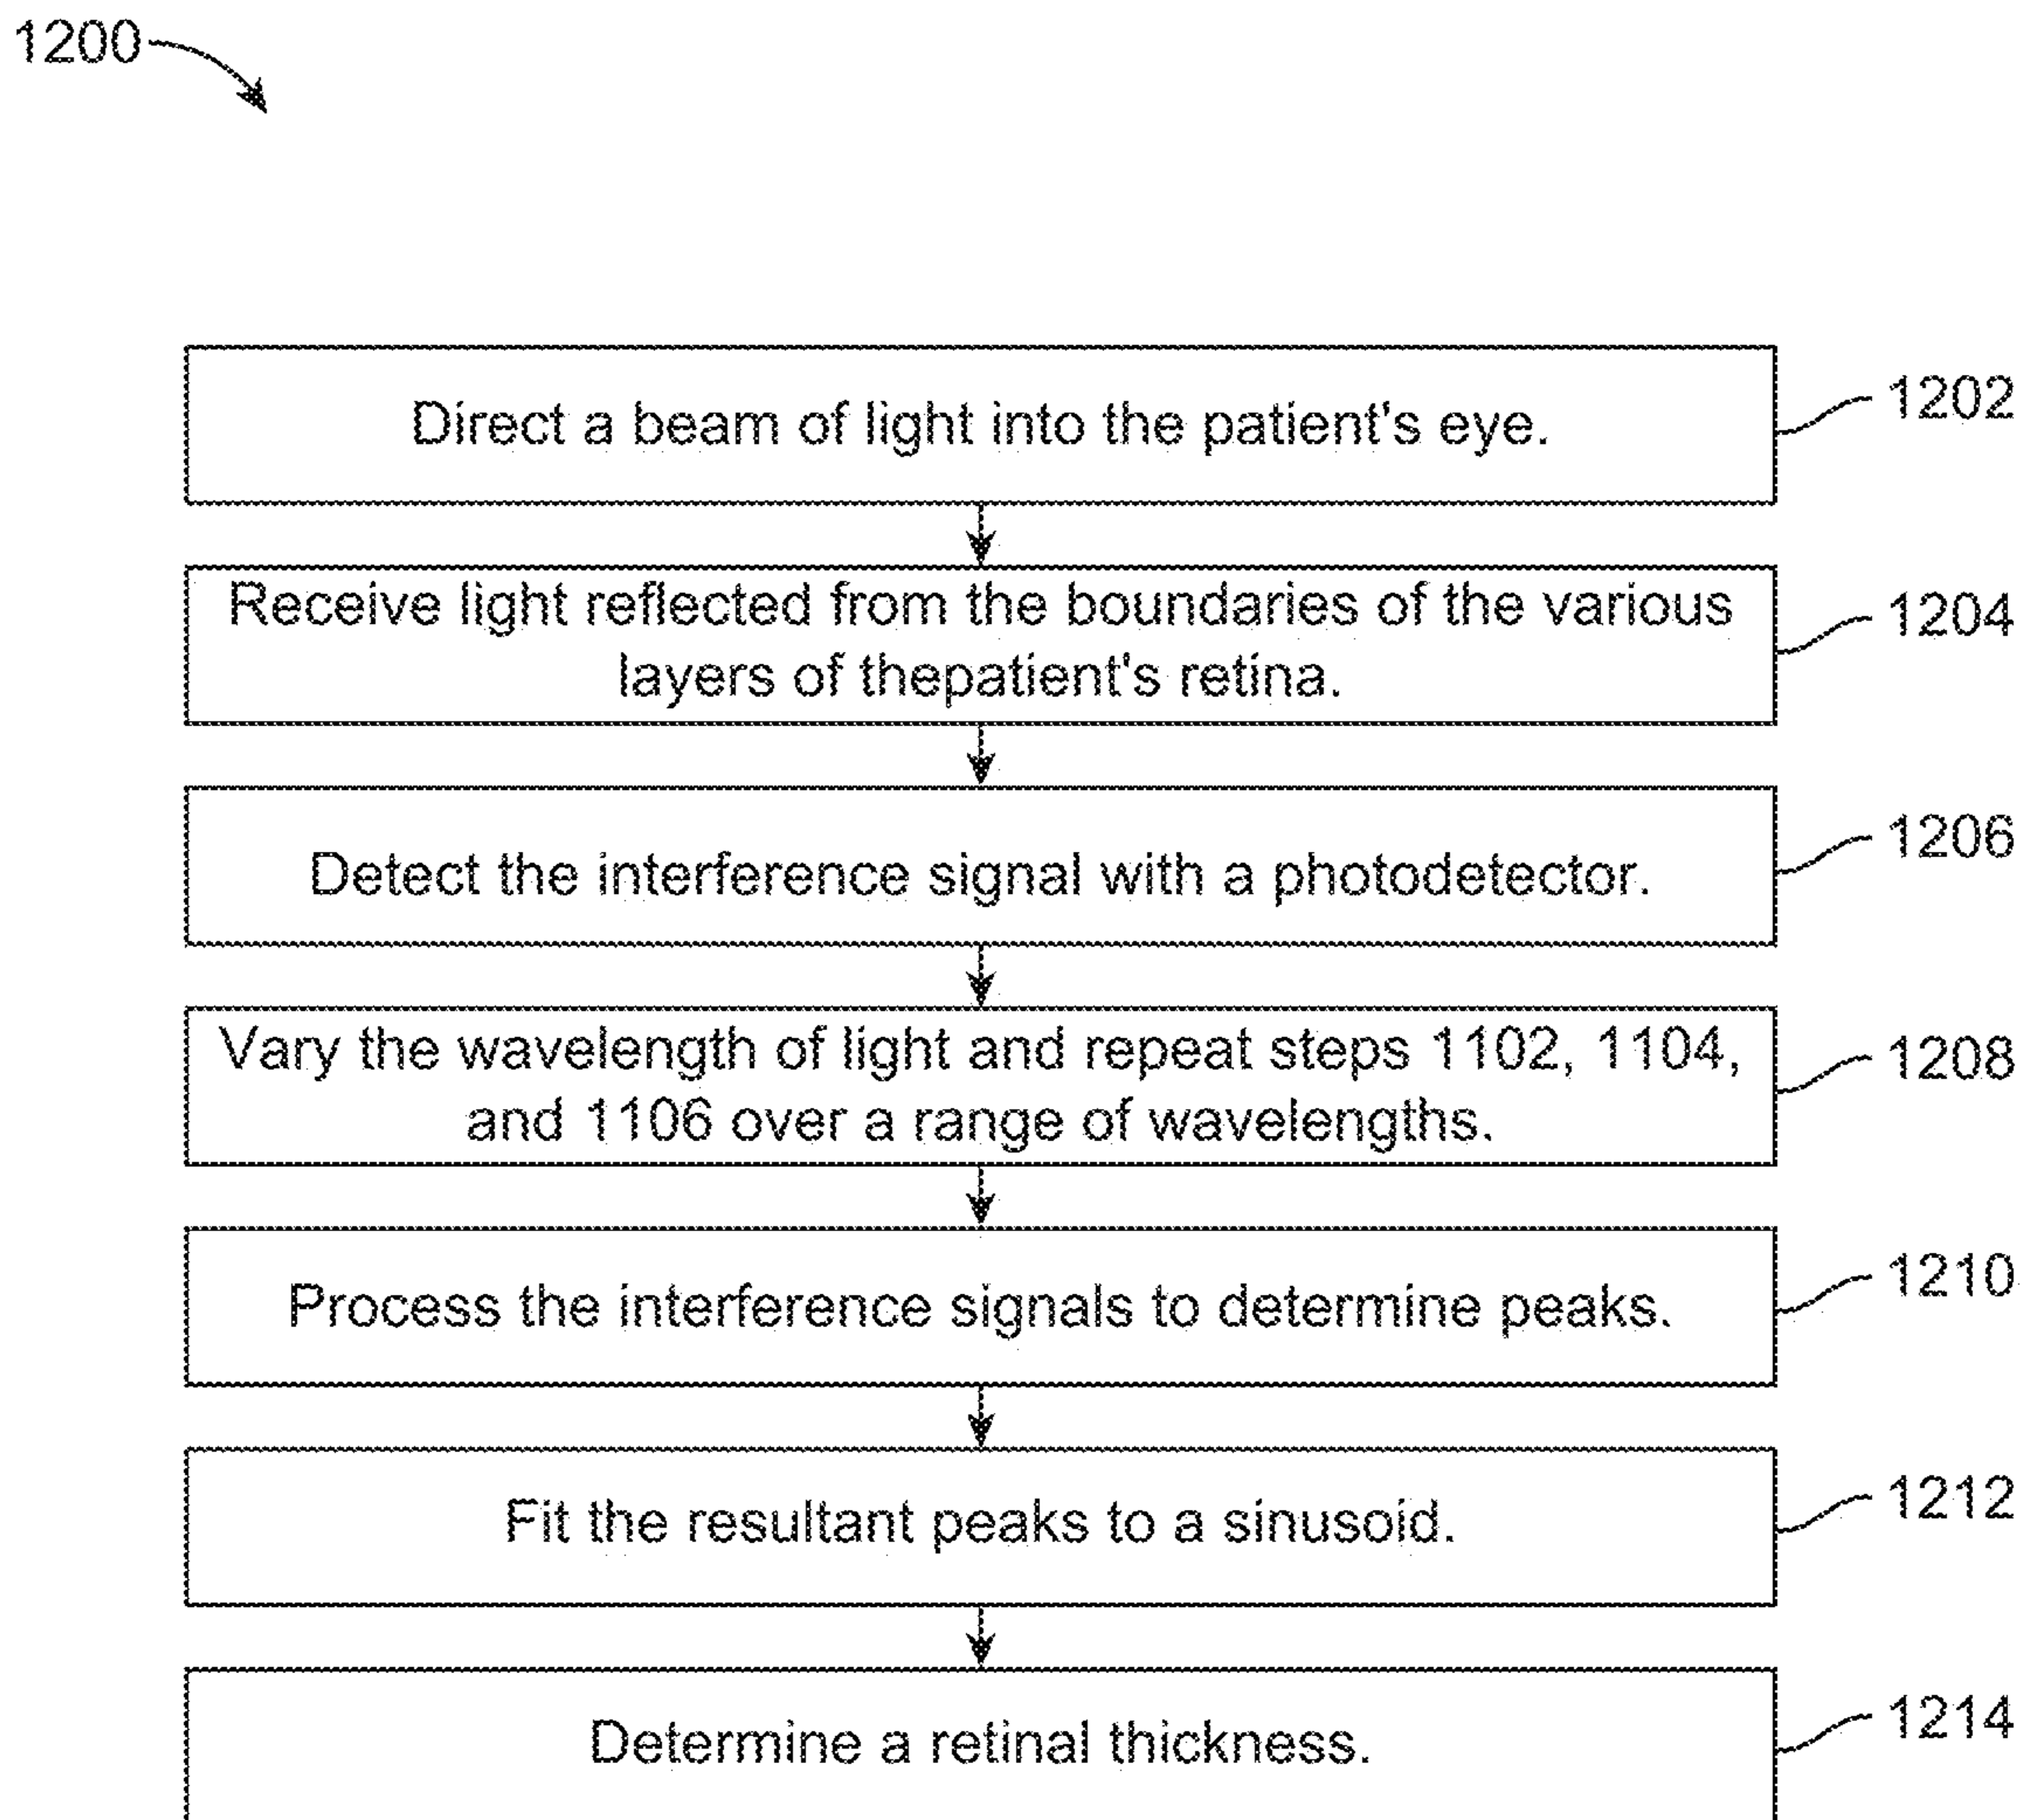 1200
Direct a beam of light into the patient's eye.
1202
Receive light reflected from the boundaries of the various
layers of thepatient's retina.
1204
Detect the interference signal with a photodetector.
1206
Vary the wavelength of light and repeat steps 1102, 1104,
and 1106 over a range of wavelengths.
1208
Process the interference signals to determine peaks.
1210
Fit the resultant peaks to a sinusoid.
1212
Determine a retinal thickness.
1214